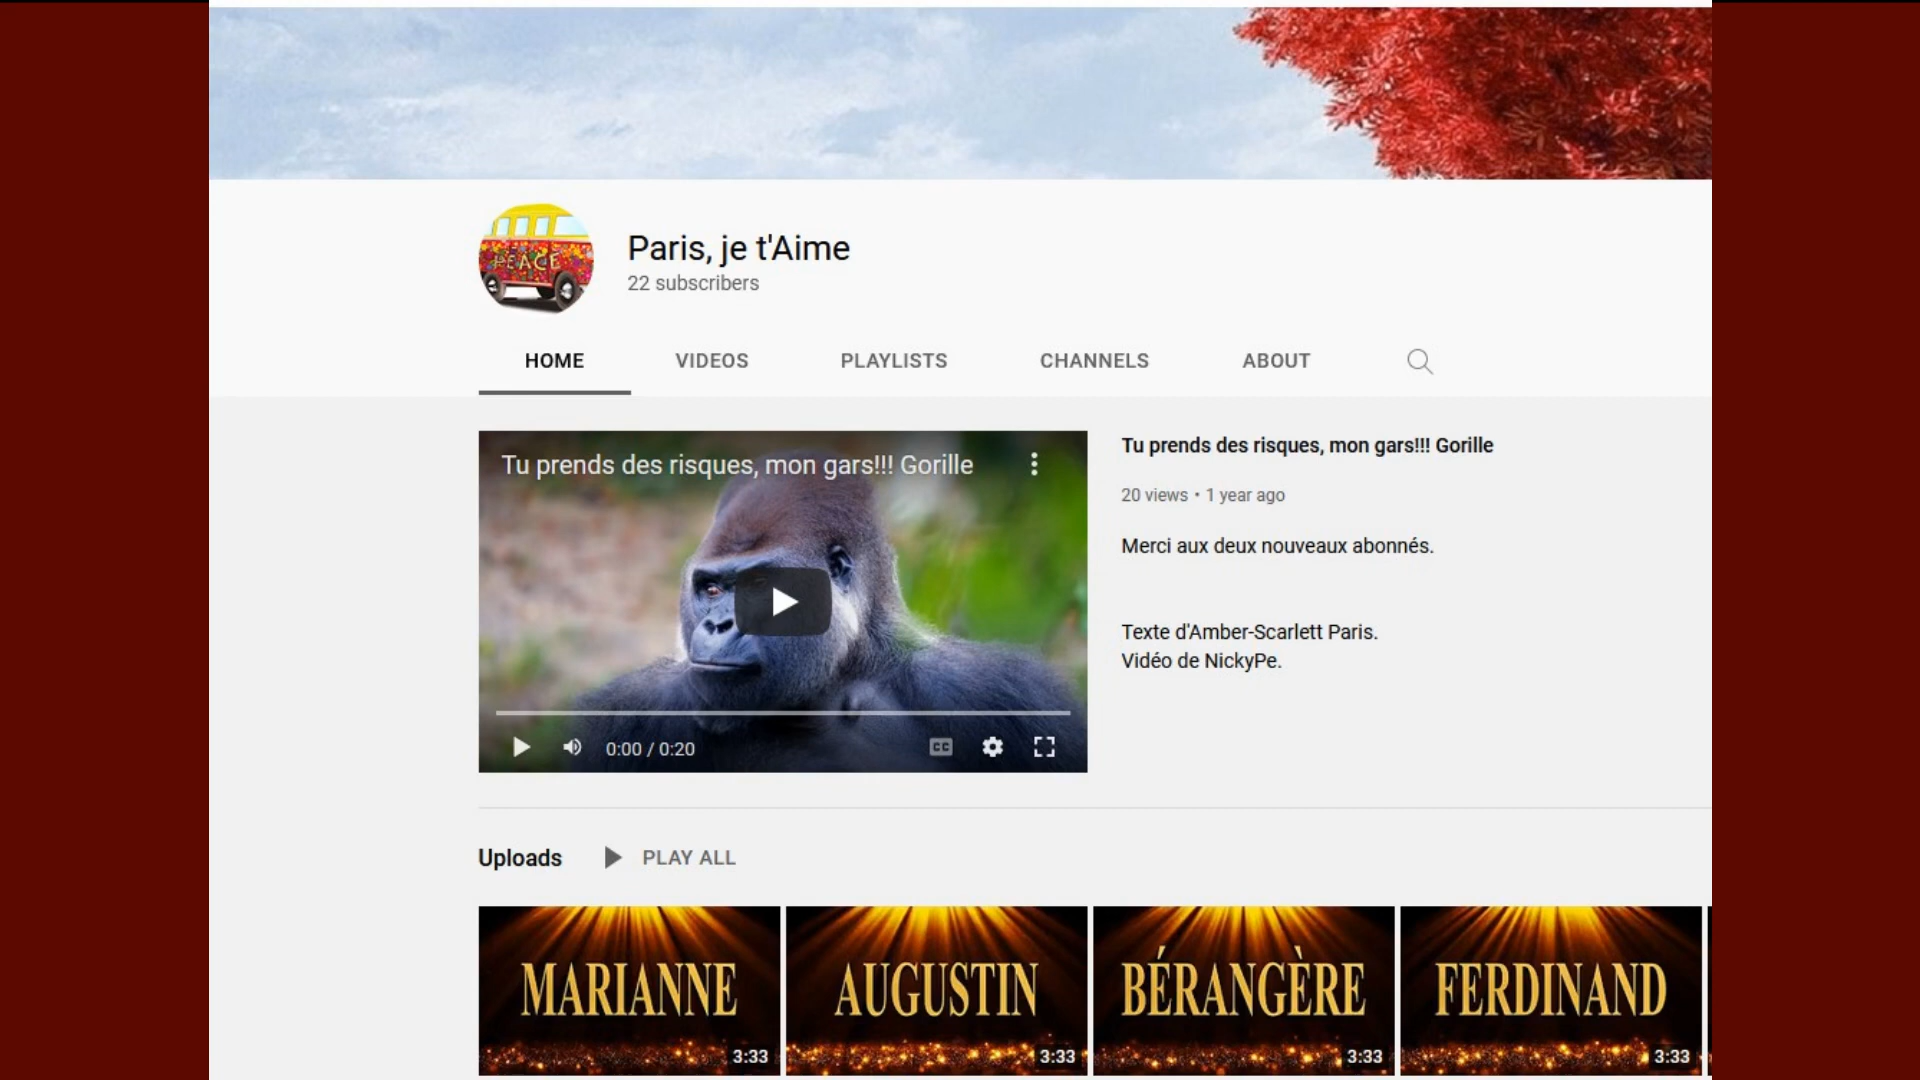 PEACE
Paris, je t'Aime
22 subscribers
HOME VIDEOS PLAYLISTS CHANNELS ABOUT
Tu prends des risques, mon gars!!! Gorille
0:00 / 0:20
CC
Tu prends des risques, mon gars!!! Gorille
20 views • 1 year ago
Merci aux deux nouveaux abonnés.
Texte d'Amber-Scarlett Paris.
Vidéo de NickyPe.
Uploads PLAY ALL
MARIANNE
3:33
AUGUSTIN
3:33
BÉRANGÈRE
3:33
FERDINAND
3:33